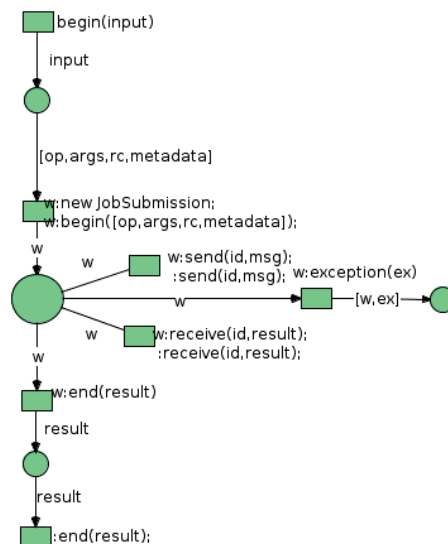 begin(input)
input
[op,args,rc,metadata]
w:new JobSubmission;
w:begin([op,args,rc,metadata]);
w
w
w:send(id,msg);
:send(id,msg);
w:exception(ex)
w
[w,ex]
w
w:receive(id,result);
:receive(id,result);
w
w:end(result)
result
result
:end(result);